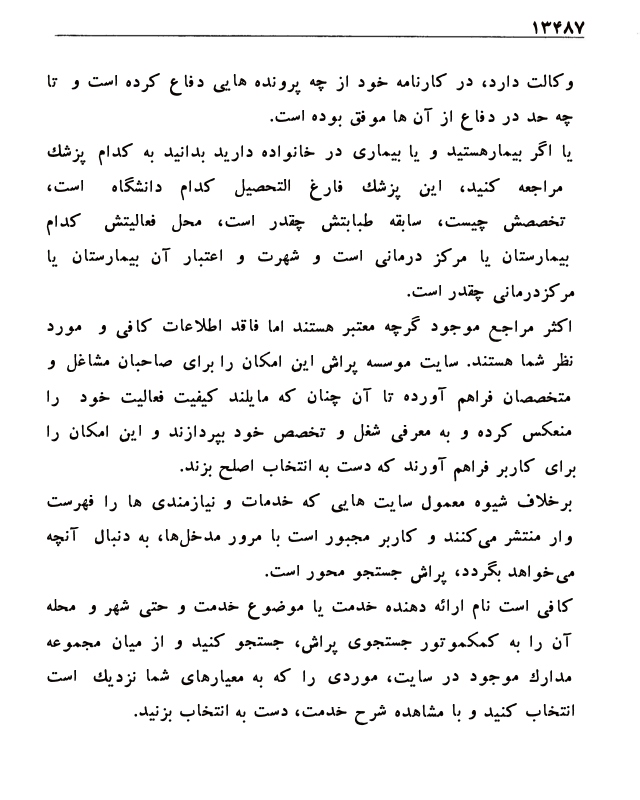 ۱۳۴۸۷
وکالت دارد، در کارنامه خود از چه پرونده هایی دفاع کرده است و تا
چه حد در دفاع از آن ها موفق بوده است.
یا اگر بیمارهستید و یا بیماری در خانواده دارید بدانید به کدام پزشك
مراجعه کنید، این پزشك فارغ التحصیل کدام دانشگاه است،
تخصصش چیست، سابقه طبابتش چقدر است، محل فعالیتش کدام
بیمارستان یا مرکز درمانی است و شهرت و اعتبار آن بیمارستان یا
مرکزدرمانی چقدر است.
اکثر مراجع موجود گرچه معتبر هستند اما فاقد اطلاعات کافی و مورد
نظر شما هستند. سایت موسسه پراش این امکان را برای صاحبان مشاغل و
متخصصان فراهم آورده تا آن چنان که مایلند کیفیت فعالیت خود را
منعکس کرده و به معرفی شغل و تخصص خود بپردازند و این امکان را
برای کاربر فراهم آورند که دست به انتخاب اصلح بزند.
برخلاف شیوه معمول سایت هایی که خدمات و نیازمندی ها را فهرست
وار منتشر می‌کنند و کاربر مجبور است با مرور مدخل‌ها، به دنبال آنچه
می‌خواهد بگردد، پراش جستجو محور است.
کافی است نام ارائه دهنده خدمت یا موضوع خدمت و حتی شهر و محله
آن را به کمکموتور جستجوی پراش، جستجو کنید و از میان مجموعه
مدارك موجود در سایت، موردی را که به معیارهای شما نزدیك است
انتخاب کنید و با مشاهده شرح خدمت، دست به انتخاب بزنید.